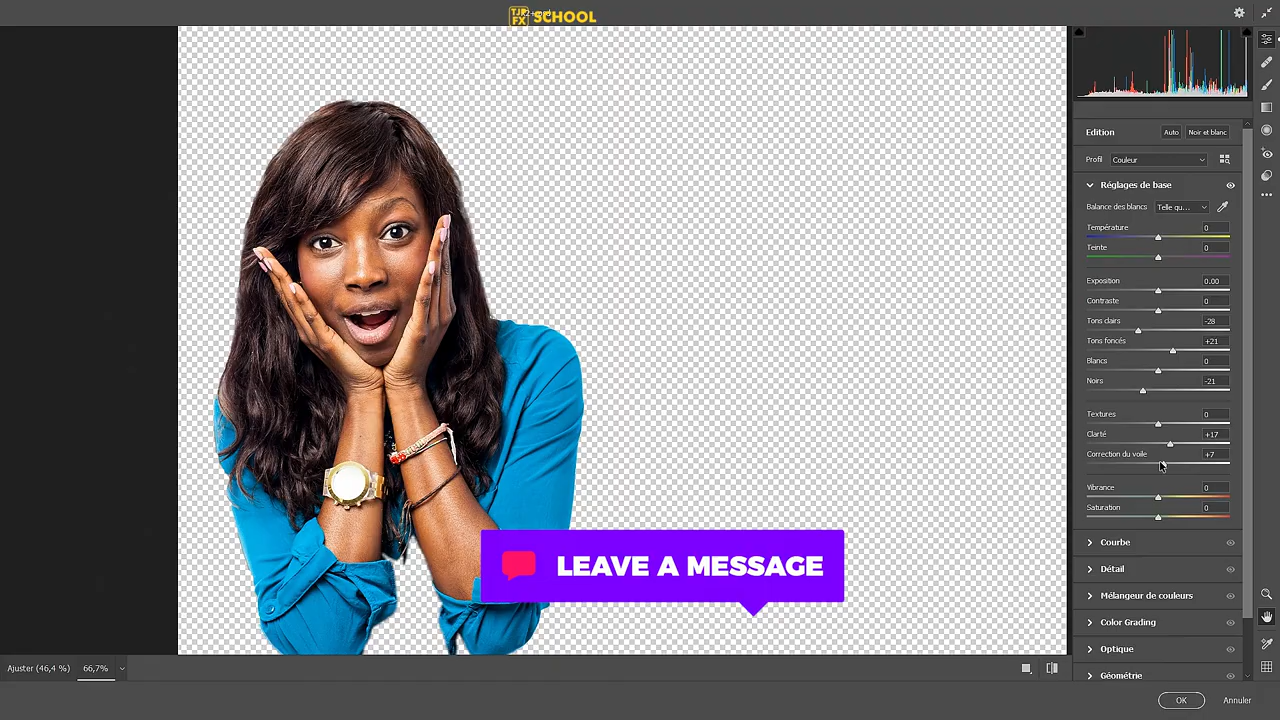 TJR
FX SCHOOL
Edition Auto Noir et blanc
Profil Couleur
Réglages de base
Balance des blancs Telle qu...
Température 0
Teinte 0
Exposition 0.00
Contraste 0
Tons clairs -28
Tons foncés +21
Blancs 0
Noirs -21
Textures 0
Clarté +17
Correction du voile +7
Vibrance 0
Saturation 0
Courbe
Détail
Mélangeur de couleurs
Color Grading
Optique
Géométrie
LEAVE A MESSAGE
Ajuster (46,4 %) 66,7%
OK Annuler